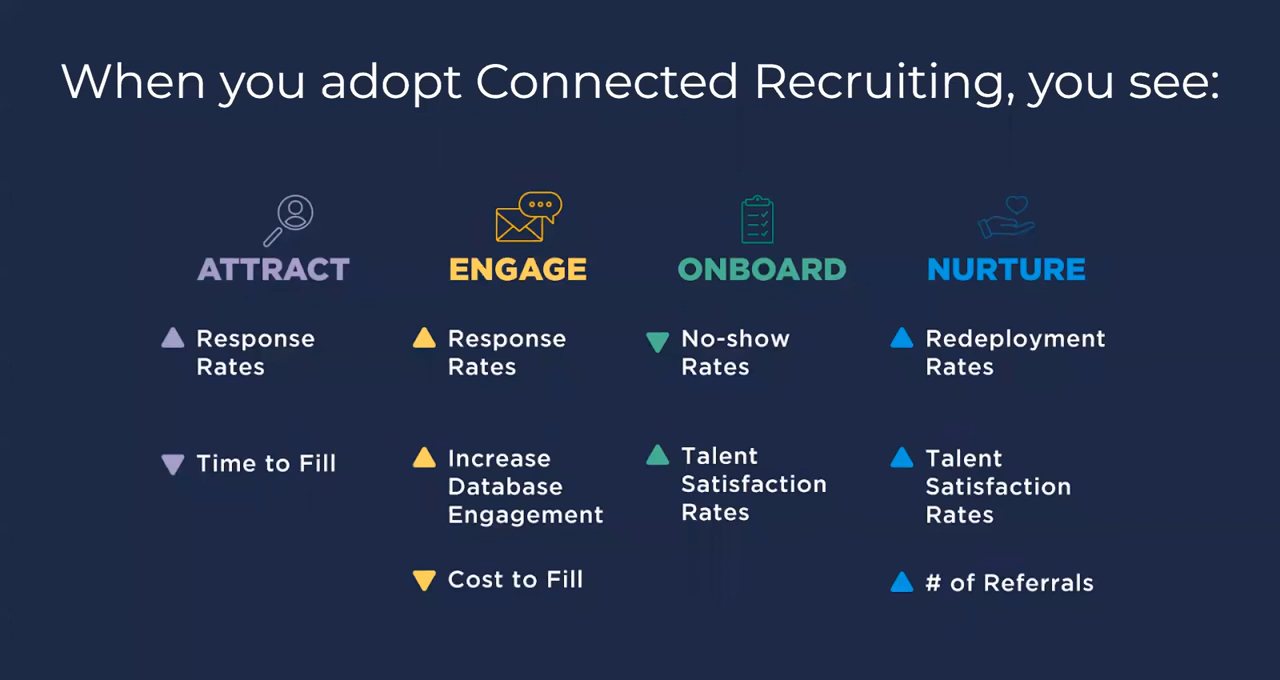 When you adopt Connected Recruiting, you see:
ATTRACT
Response
Rates
Time to Fill
ENGAGE
Response
Rates
Increase
Database
Engagement
Cost to Fill
ONBOARD
No-show
Rates
Talent
Satisfaction
Rates
NURTURE
Redeployment
Rates
Talent
Satisfaction
Rates
# of Referrals